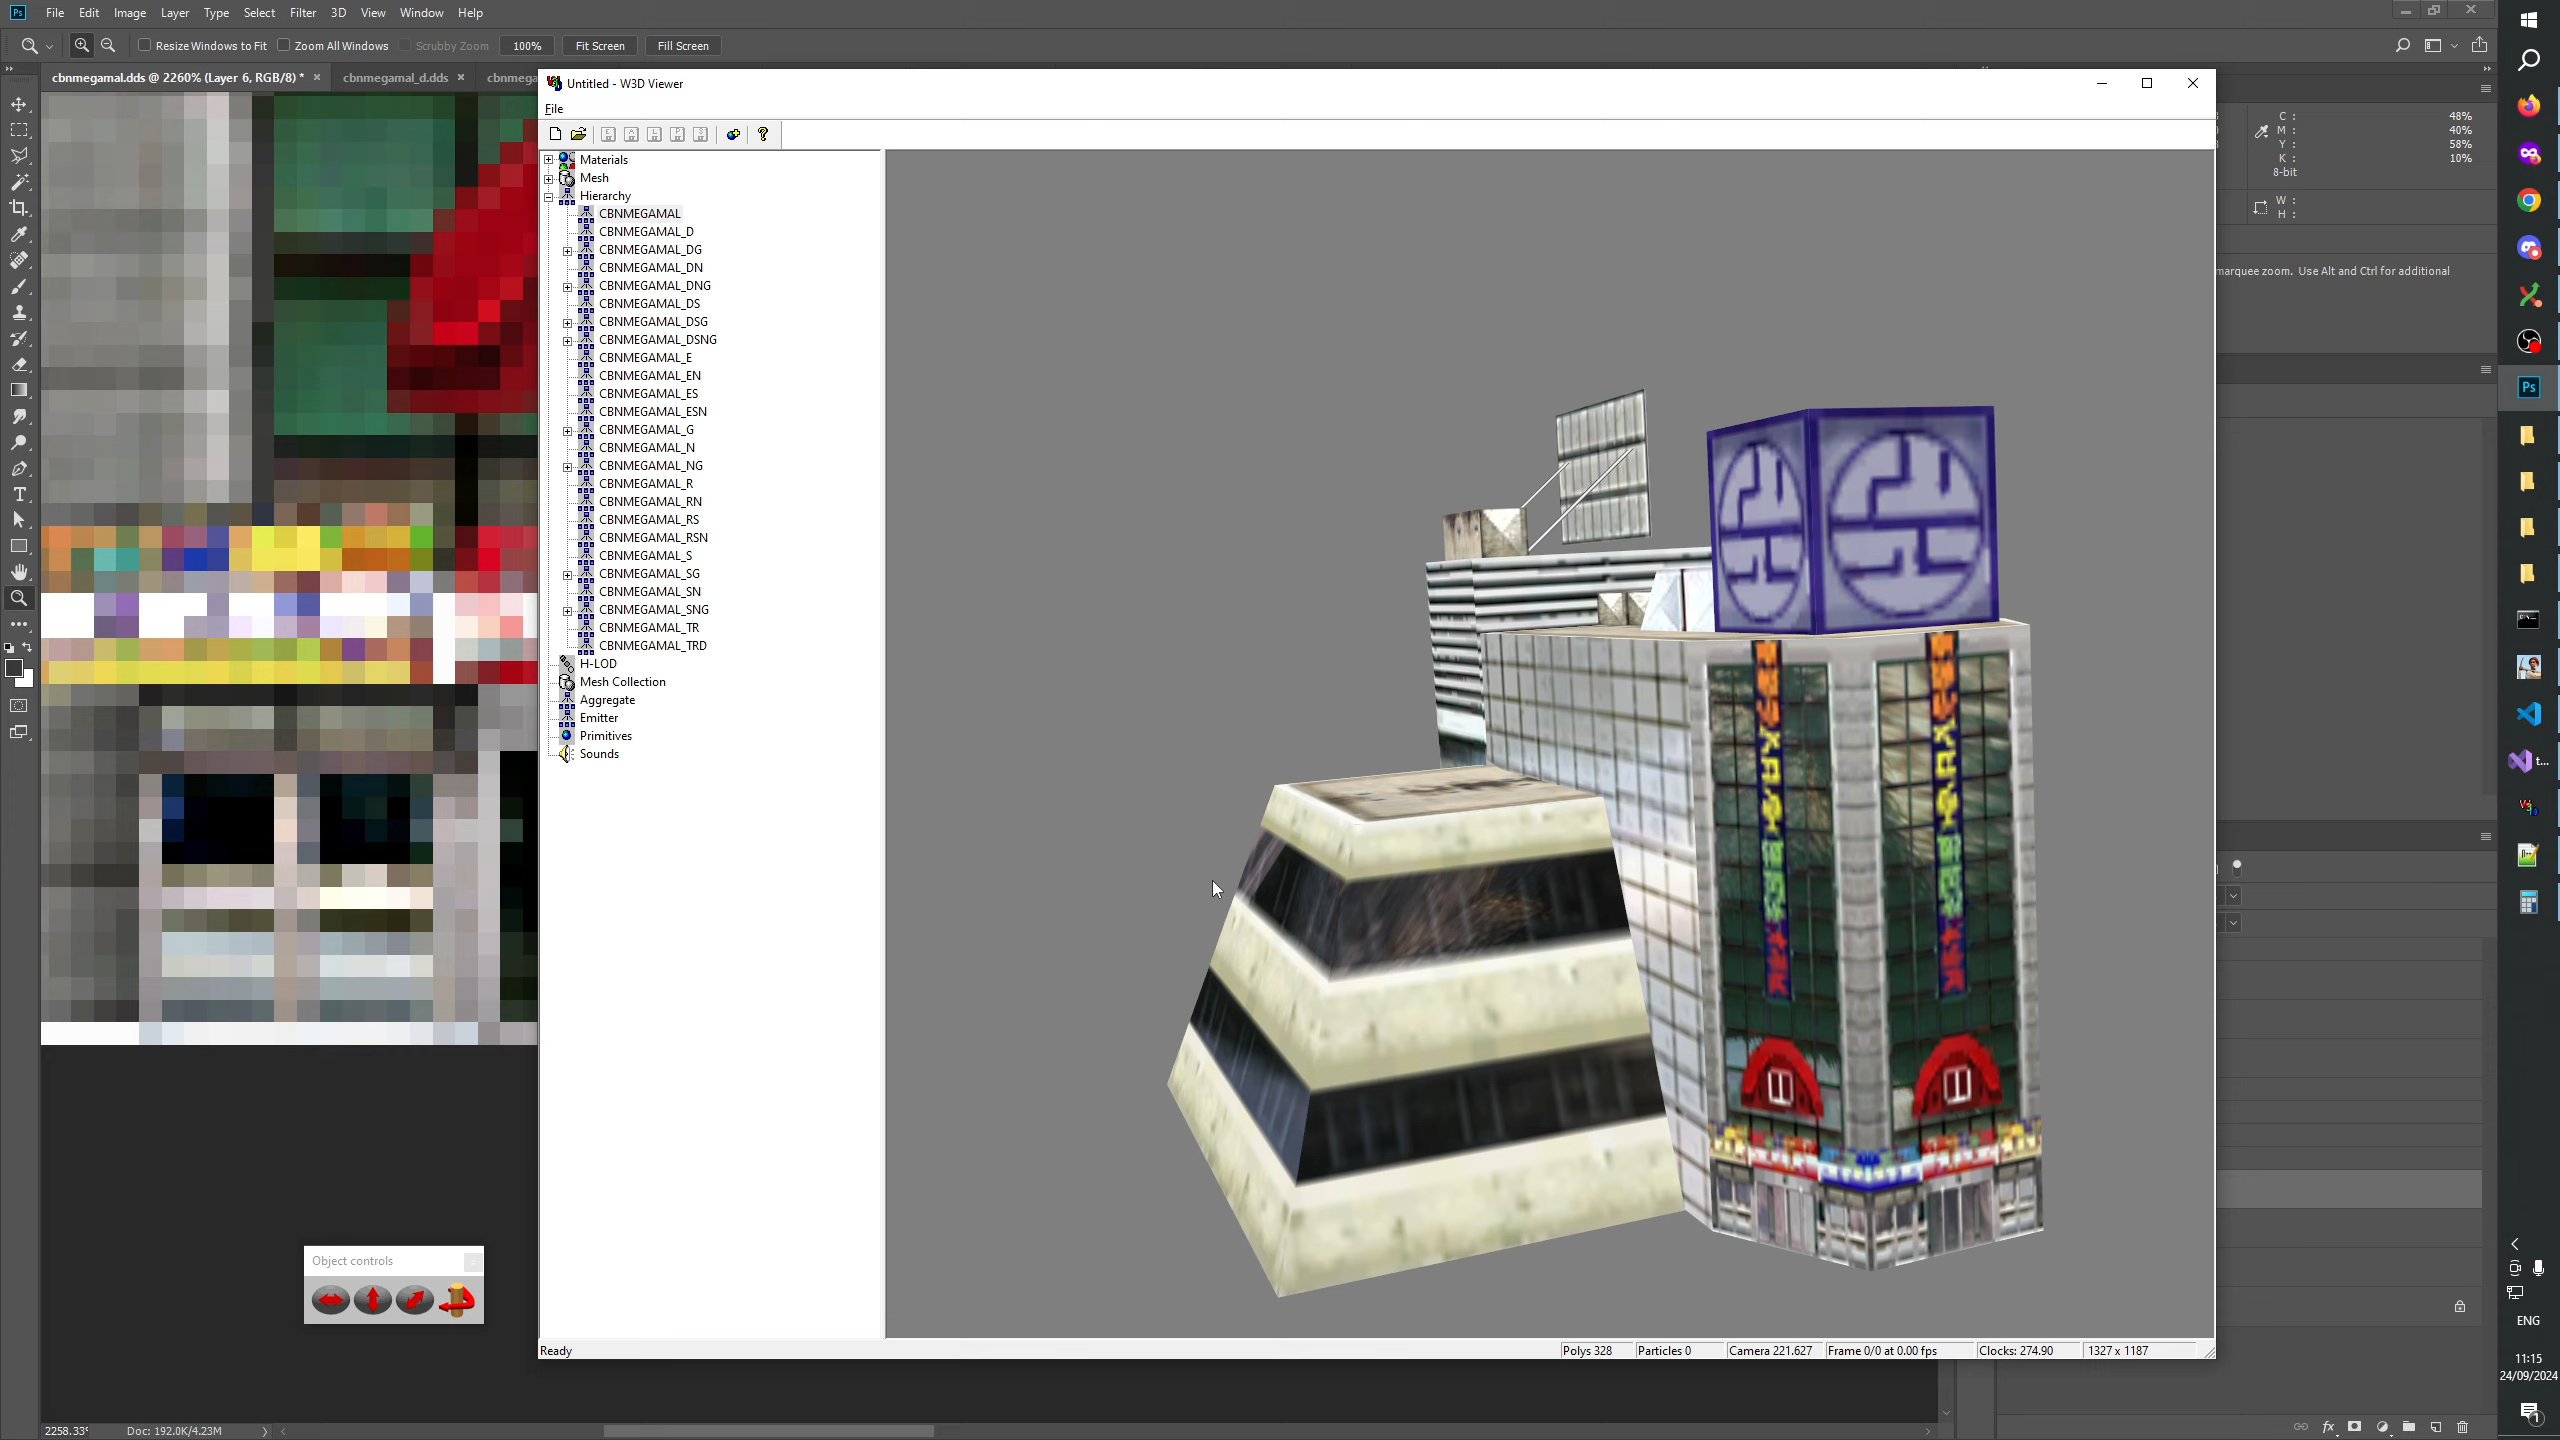 File Edit Image Layer Type Select Filter 3D View Window Help
Resize Windows to Fit Zoom All Windows Scrubby Zoom 100% Fit Screen Fill Screen
cbnmegamal.dds @ 2260% (Layer 6, RGB/8) * × cbnmegamal_d.dds × cbnmega
Untitled - W3D Viewer
File
Materials
Mesh
Hierarchy
CBNMEGAMAL
CBNMEGAMAL_D
CBNMEGAMAL_DG
CBNMEGAMAL_DN
CBNMEGAMAL_DNG
CBNMEGAMAL_DS
CBNMEGAMAL_DSG
CBNMEGAMAL_DSNG
CBNMEGAMAL_E
CBNMEGAMAL_EN
CBNMEGAMAL_ES
CBNMEGAMAL_ESN
CBNMEGAMAL_G
CBNMEGAMAL_N
CBNMEGAMAL_NG
CBNMEGAMAL_R
CBNMEGAMAL_RN
CBNMEGAMAL_RS
CBNMEGAMAL_RSN
CBNMEGAMAL_S
CBNMEGAMAL_SG
CBNMEGAMAL_SN
CBNMEGAMAL_SNG
CBNMEGAMAL_TR
CBNMEGAMAL_TRD
H-LOD
Mesh Collection
Aggregate
Emitter
Primitives
Sounds
Object controls
Ready
Polys 328 Particles 0 Camera 221.627 Frame 0/0 at 0.00 fps Clocks: 274.90 1327 x 1187
C : 48%
M : 40%
Y : 58%
K : 10%
8-bit
W :
H :
marquee zoom. Use Alt and Ctrl for additional
Ps
t...
ENG
11:15
24/09/2024
1
Doc: 192.0K/4.23M
fx